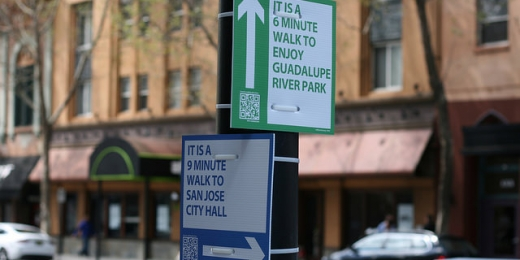 IT IS A
6 MINUTE
WALK TO
ENJOY
GUADALUPE
RIVER PARK
IT IS A
9 MINUTE
WALK TO
SAN JOSE
CITY HALL